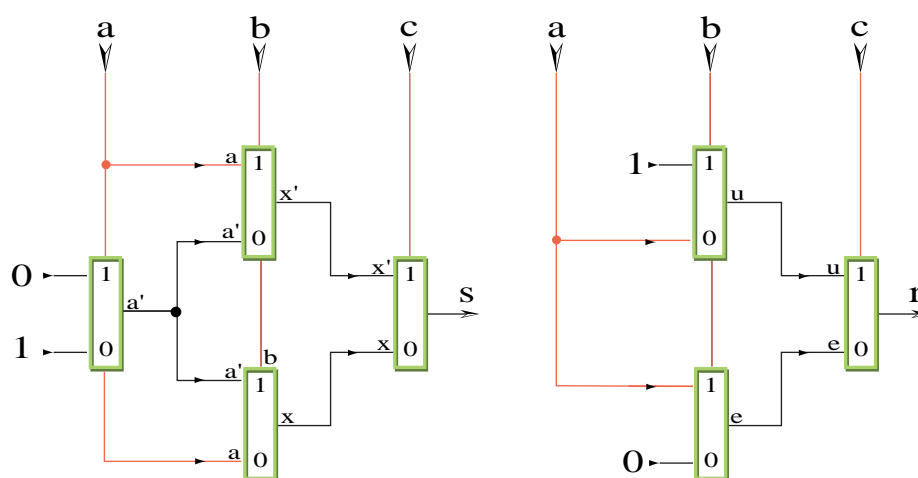 a b c a b c
a 1 1 1
x' u
a' 0 0
0 1 x' 1 u 1
a' s r
1 0 x 0 e 0
b
a' 1 1
x e
a 0 0 0